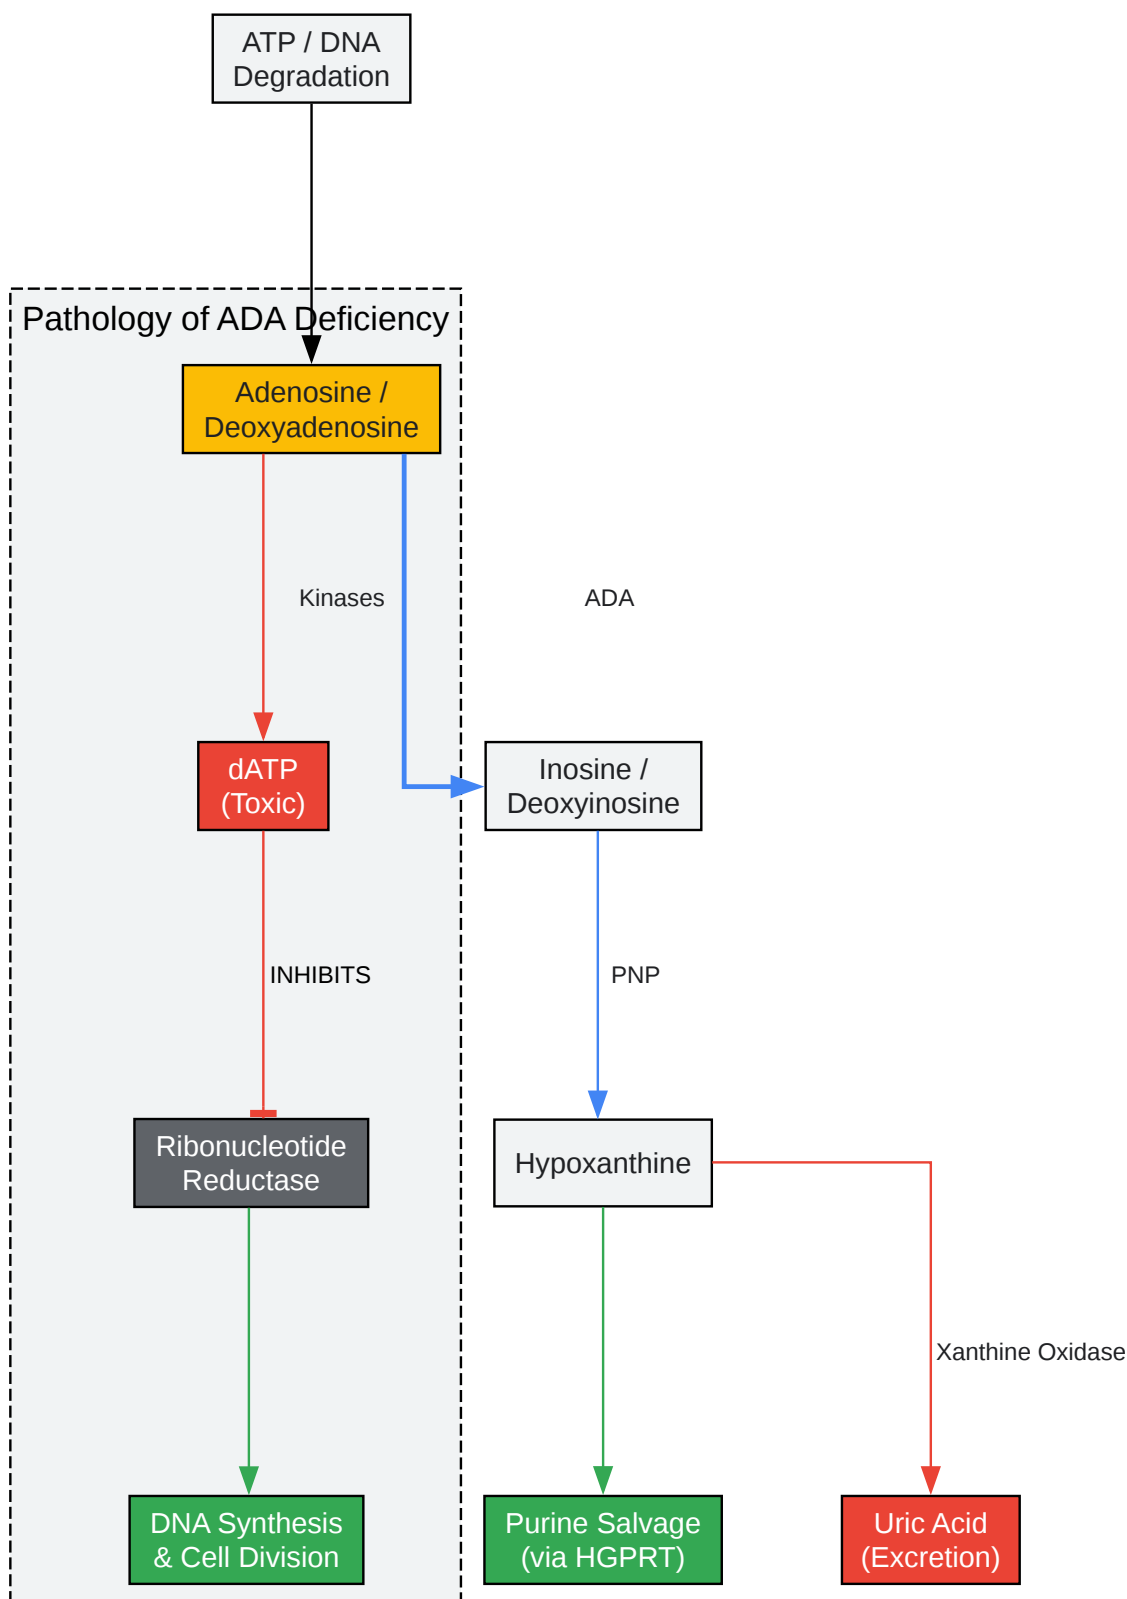 ATP / DNA
Degradation
Pathology of ADA Deficiency
Adenosine /
Deoxyadenosine
Kinases
ADA
dATP
(Toxic)
Inosine /
Deoxyinosine
INHIBITS
PNP
Ribonucleotide
Reductase
Hypoxanthine
Xanthine Oxidase
DNA Synthesis
& Cell Division
Purine Salvage
(via HGPRT)
Uric Acid
(Excretion)